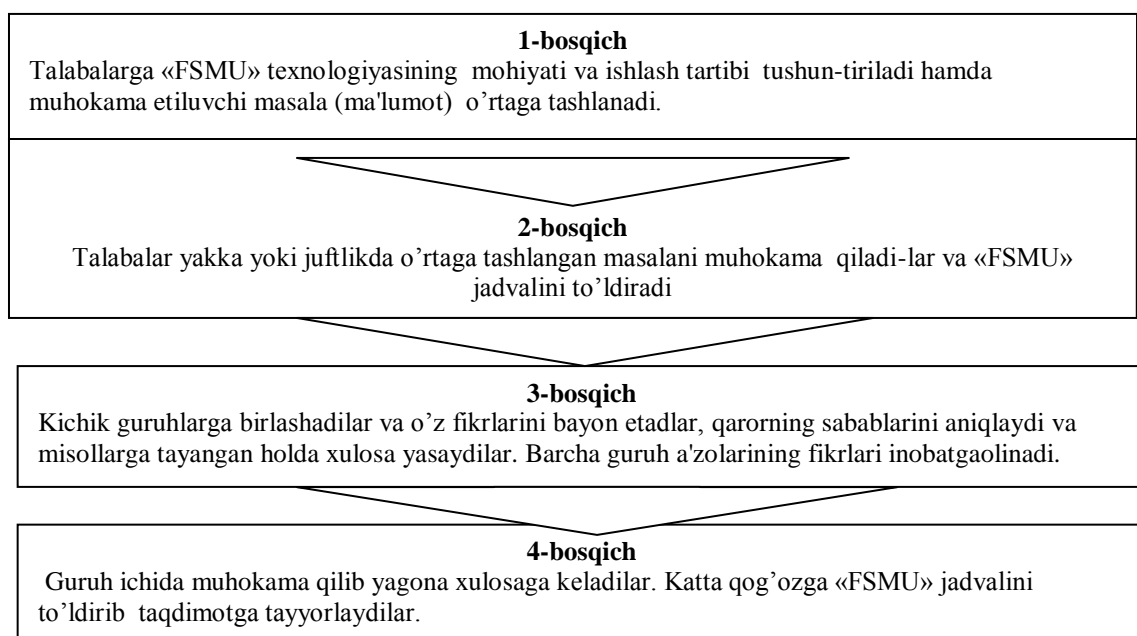 1-bosqich
Talabalarga «FSMU» texnologiyasining mohiyati va ishlash tartibi tushun-tiriladi hamda
muhokama etiluvchi masala (ma'lumot) o’rtaga tashlanadi.
2-bosqich
Talabalar yakka yoki juftlikda o’rtaga tashlangan masalani muhokama qiladi-lar va «FSMU»
jadvalini to’ldiradi
3-bosqich
Kichik guruhlarga birlashadilar va o’z fikrlarini bayon etadlar, qarorning sabablarini aniqlaydi va
misollarga tayangan holda xulosa yasaydilar. Barcha guruh a'zolarining fikrlari inobatgaolinadi.
4-bosqich
Guruh ichida muhokama qilib yagona xulosaga keladilar. Katta qog’ozga «FSMU» jadvalini
to’ldirib taqdimotga tayyorlaydilar.